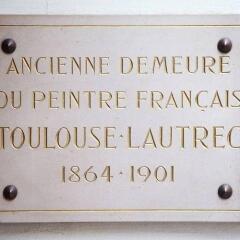 ANCIENNE DEMEURE
DU PEINTRE FRANÇAIS
TOULOUSE·LAUTREC
1864·1901